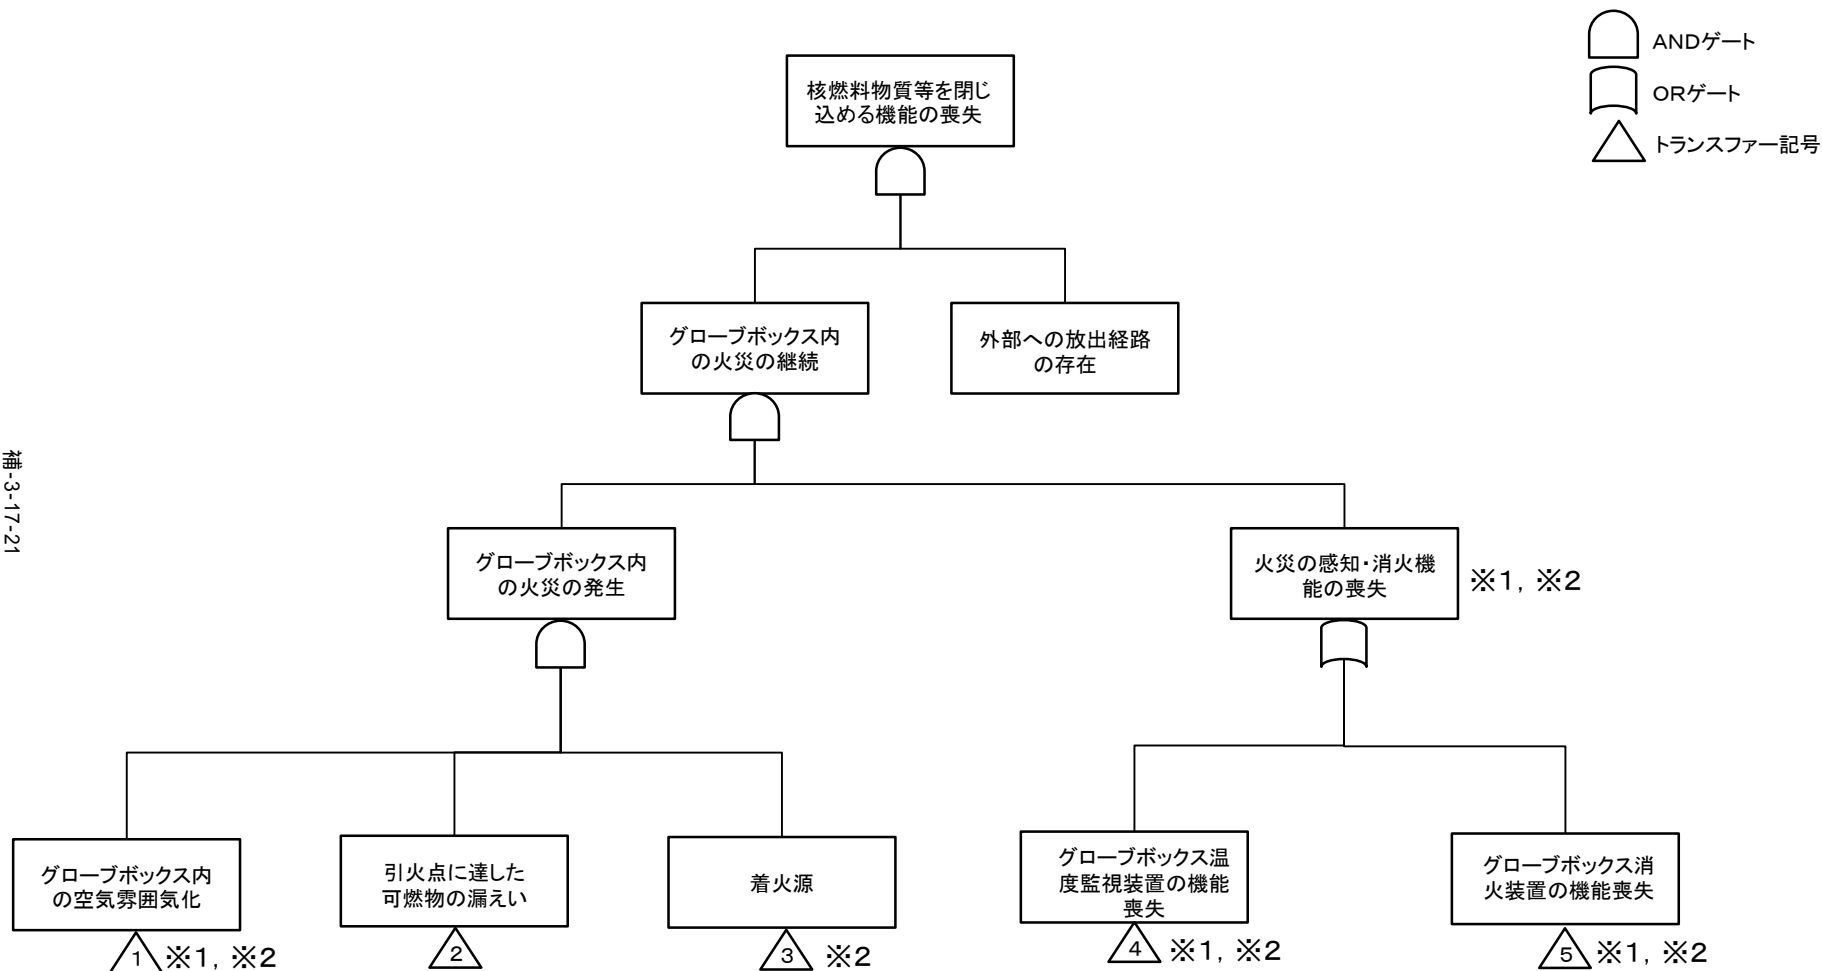 ANDゲート
ORゲート
トランスファー記号
核燃料物質等を閉じ
込める機能の喪失
グローブボックス内
の火災の継続
外部への放出経路
の存在
グローブボックス内
の火災の発生
火災の感知・消火機
能の喪失
※1，※2
グローブボックス内
の空気雰囲気化
引火点に達した
可燃物の漏えい
着火源
グローブボックス温
度監視装置の機能
喪失
グローブボックス消
火装置の機能喪失
1
※1，※2
2
3
※2
4
※1，※2
5
※1，※2
補-3-17-21